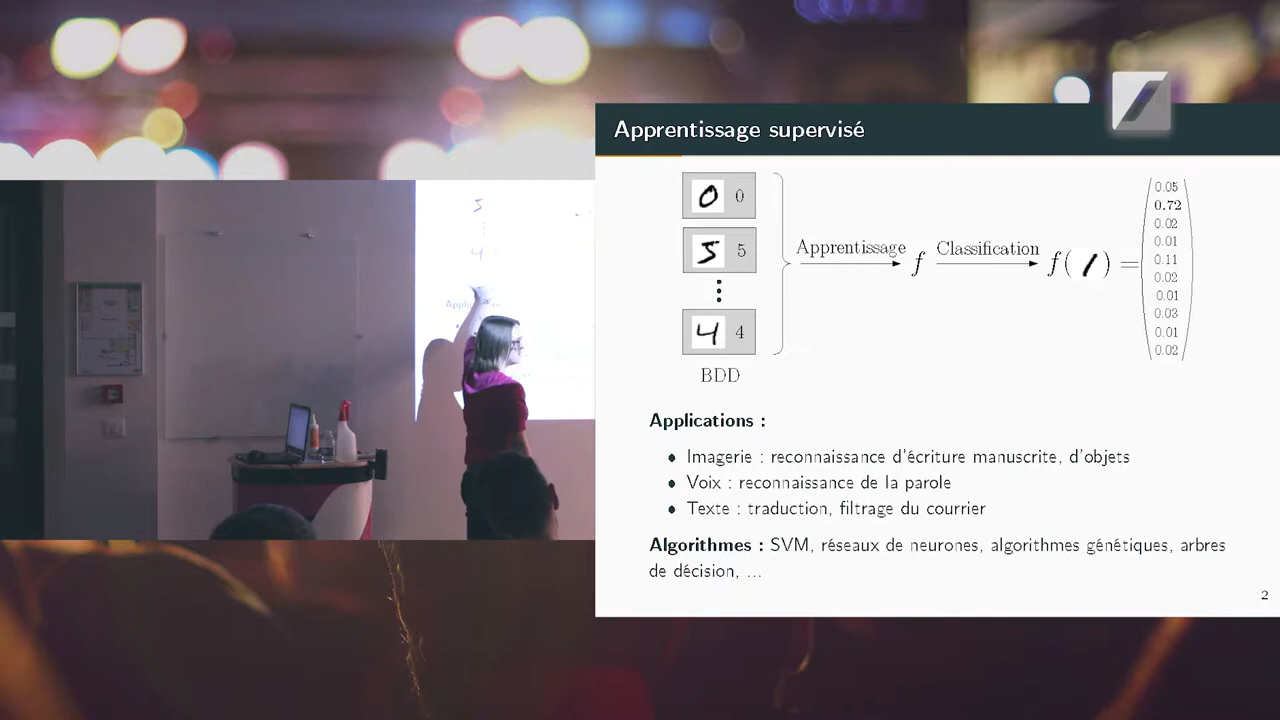 Apprentissage supervisé
0 0
5 5
⋮
4 4
BDD
Apprentissage
f
Classification
f( / ) =
0.05
0.72
0.02
0.01
0.11
0.02
0.01
0.03
0.01
0.02
Applications :
• Imagerie : reconnaissance d'écriture manuscrite, d'objets
• Voix : reconnaissance de la parole
• Texte : traduction, filtrage du courrier
Algorithmes : SVM, réseaux de neurones, algorithmes génétiques, arbres
de décision, ...
2
5
4